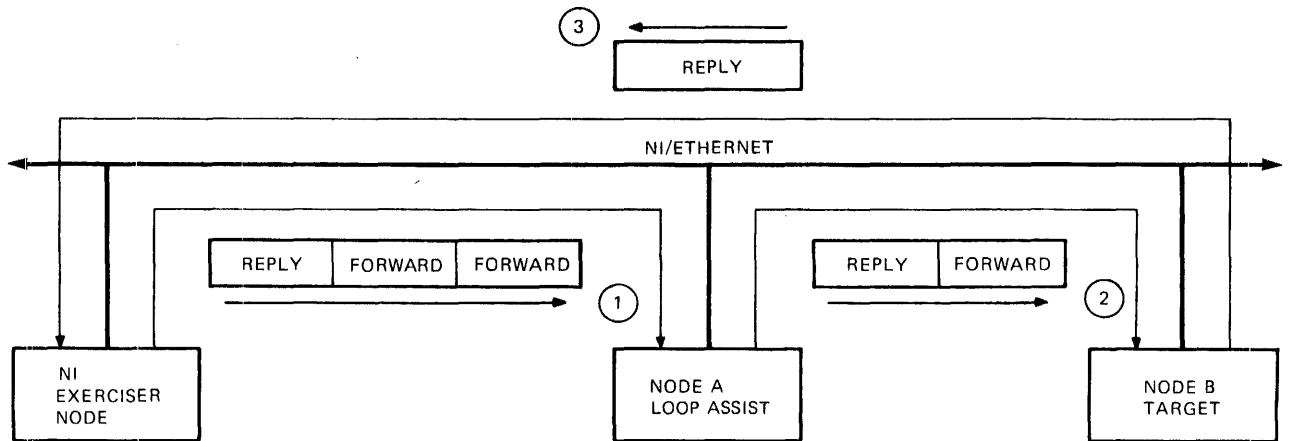 3
REPLY
NI/ETHERNET
REPLY FORWARD FORWARD
REPLY FORWARD
1
2
NI
EXERCISER
NODE
NODE A
LOOP ASSIST
NODE B
TARGET